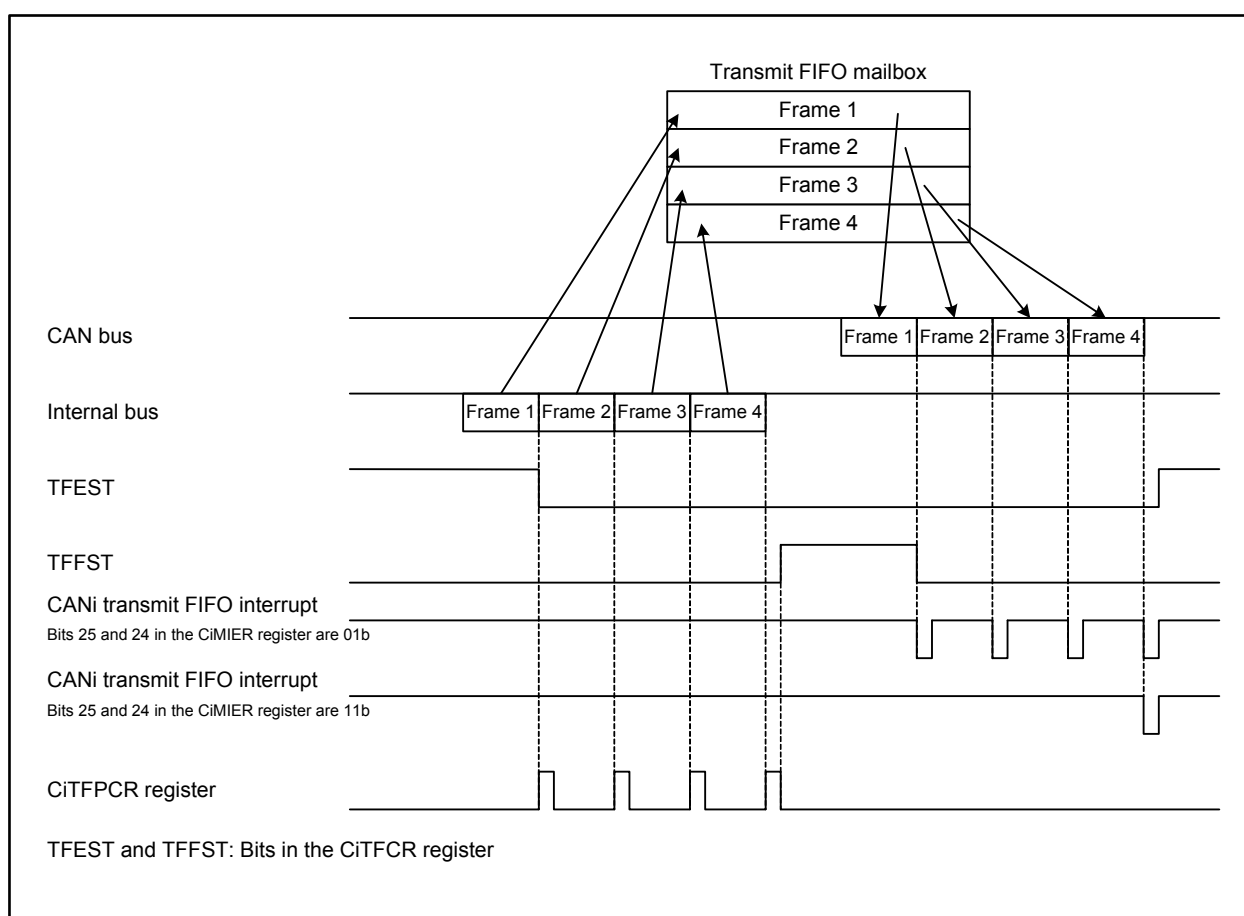 Transmit FIFO mailbox
Frame 1
Frame 2
Frame 3
Frame 4
CAN bus
Frame 1 Frame 2 Frame 3 Frame 4
Internal bus
Frame 1 Frame 2 Frame 3 Frame 4
TFEST
TFFST
CANi transmit FIFO interrupt
Bits 25 and 24 in the CiMIER register are 01b
CANi transmit FIFO interrupt
Bits 25 and 24 in the CiMIER register are 11b
CiTFPCR register
TFEST and TFFST: Bits in the CiTFCR register